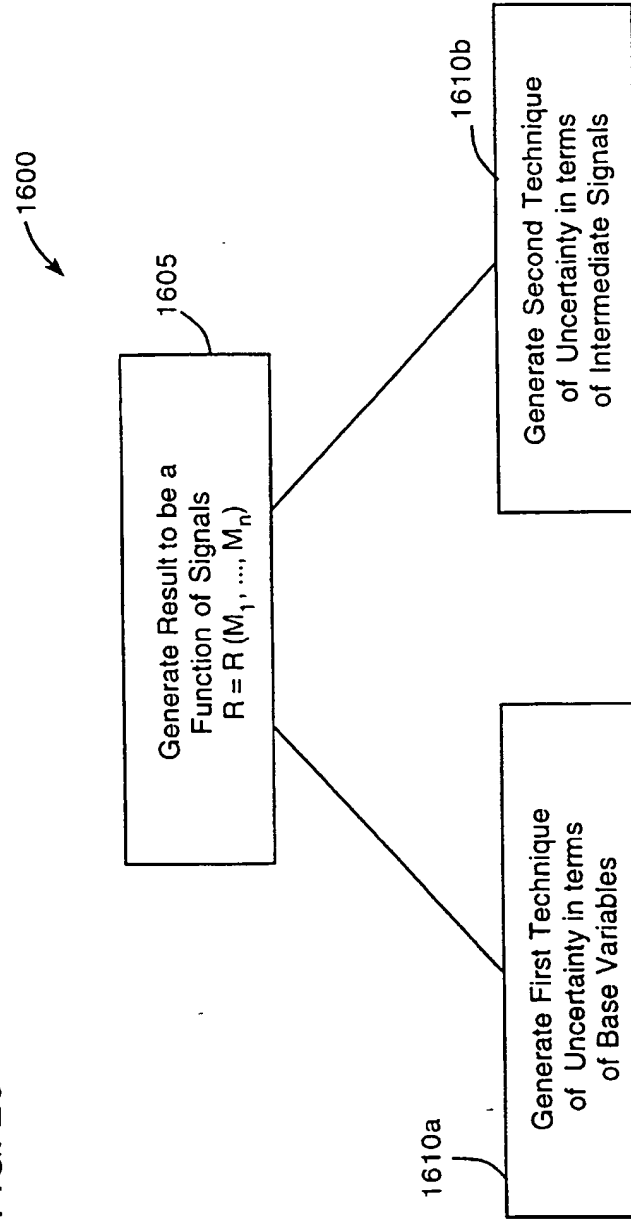 1600
1605
Generate Result to be a
Function of Signals
R = R (M₁, ...., Mₙ)
1610a
Generate First Technique
of Uncertainty in terms
of Base Variables
1610b
Generate Second Technique
of Uncertainty in terms
of Intermediate Signals